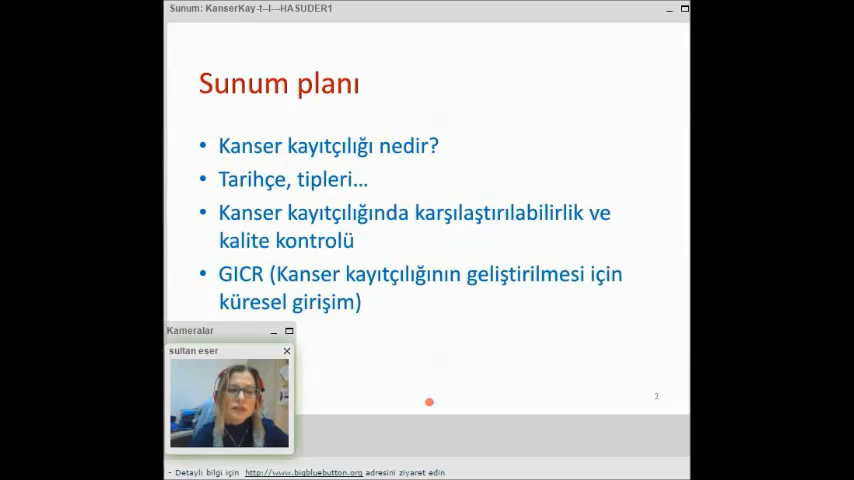 Sunum: KanserKay-t--I---HASUDER1
Sunum planı
• Kanser kayıtçılığı nedir?
• Tarihçe, tipleri...
• Kanser kayıtçılığında karşılaştırılabilirlik ve
kalite kontrolü
• GICR (Kanser kayıtçılığının geliştirilmesi için
küresel girişim)
Kameralar
sultan eser
2
- Detaylı bilgi için http://www.bigbluebutton.org adresini ziyaret edin